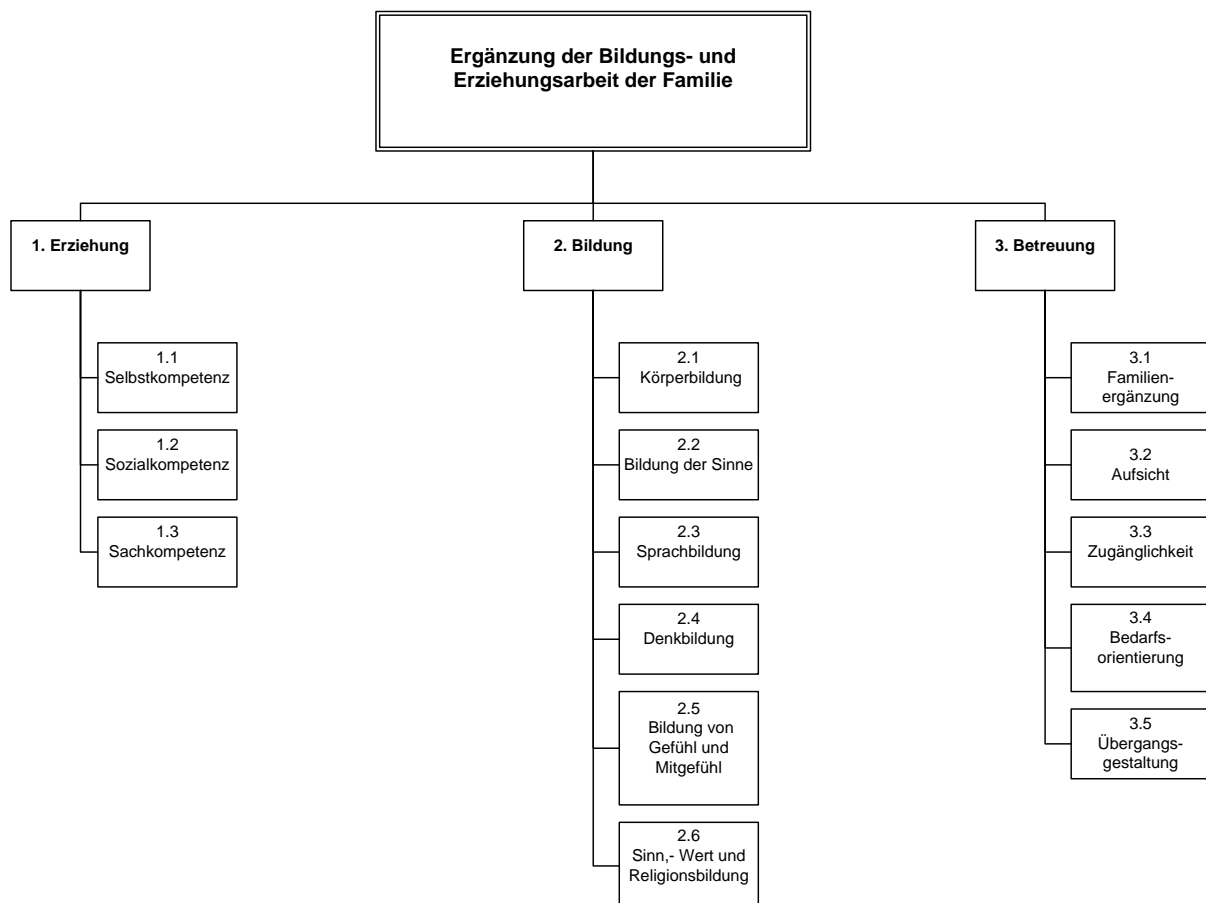 Ergänzung der Bildungs- und
Erziehungsarbeit der Familie
1. Erziehung
1.1
Selbstkompetenz
1.2
Sozialkompetenz
1.3
Sachkompetenz
2. Bildung
2.1
Körperbildung
2.2
Bildung der Sinne
2.3
Sprachbildung
2.4
Denkbildung
2.5
Bildung von
Gefühl und
Mitgefühl
2.6
Sinn,- Wert und
Religionsbildung
3. Betreuung
3.1
Familien-
ergänzung
3.2
Aufsicht
3.3
Zugänglichkeit
3.4
Bedarfs-
orientierung
3.5
Übergangs-
gestaltung